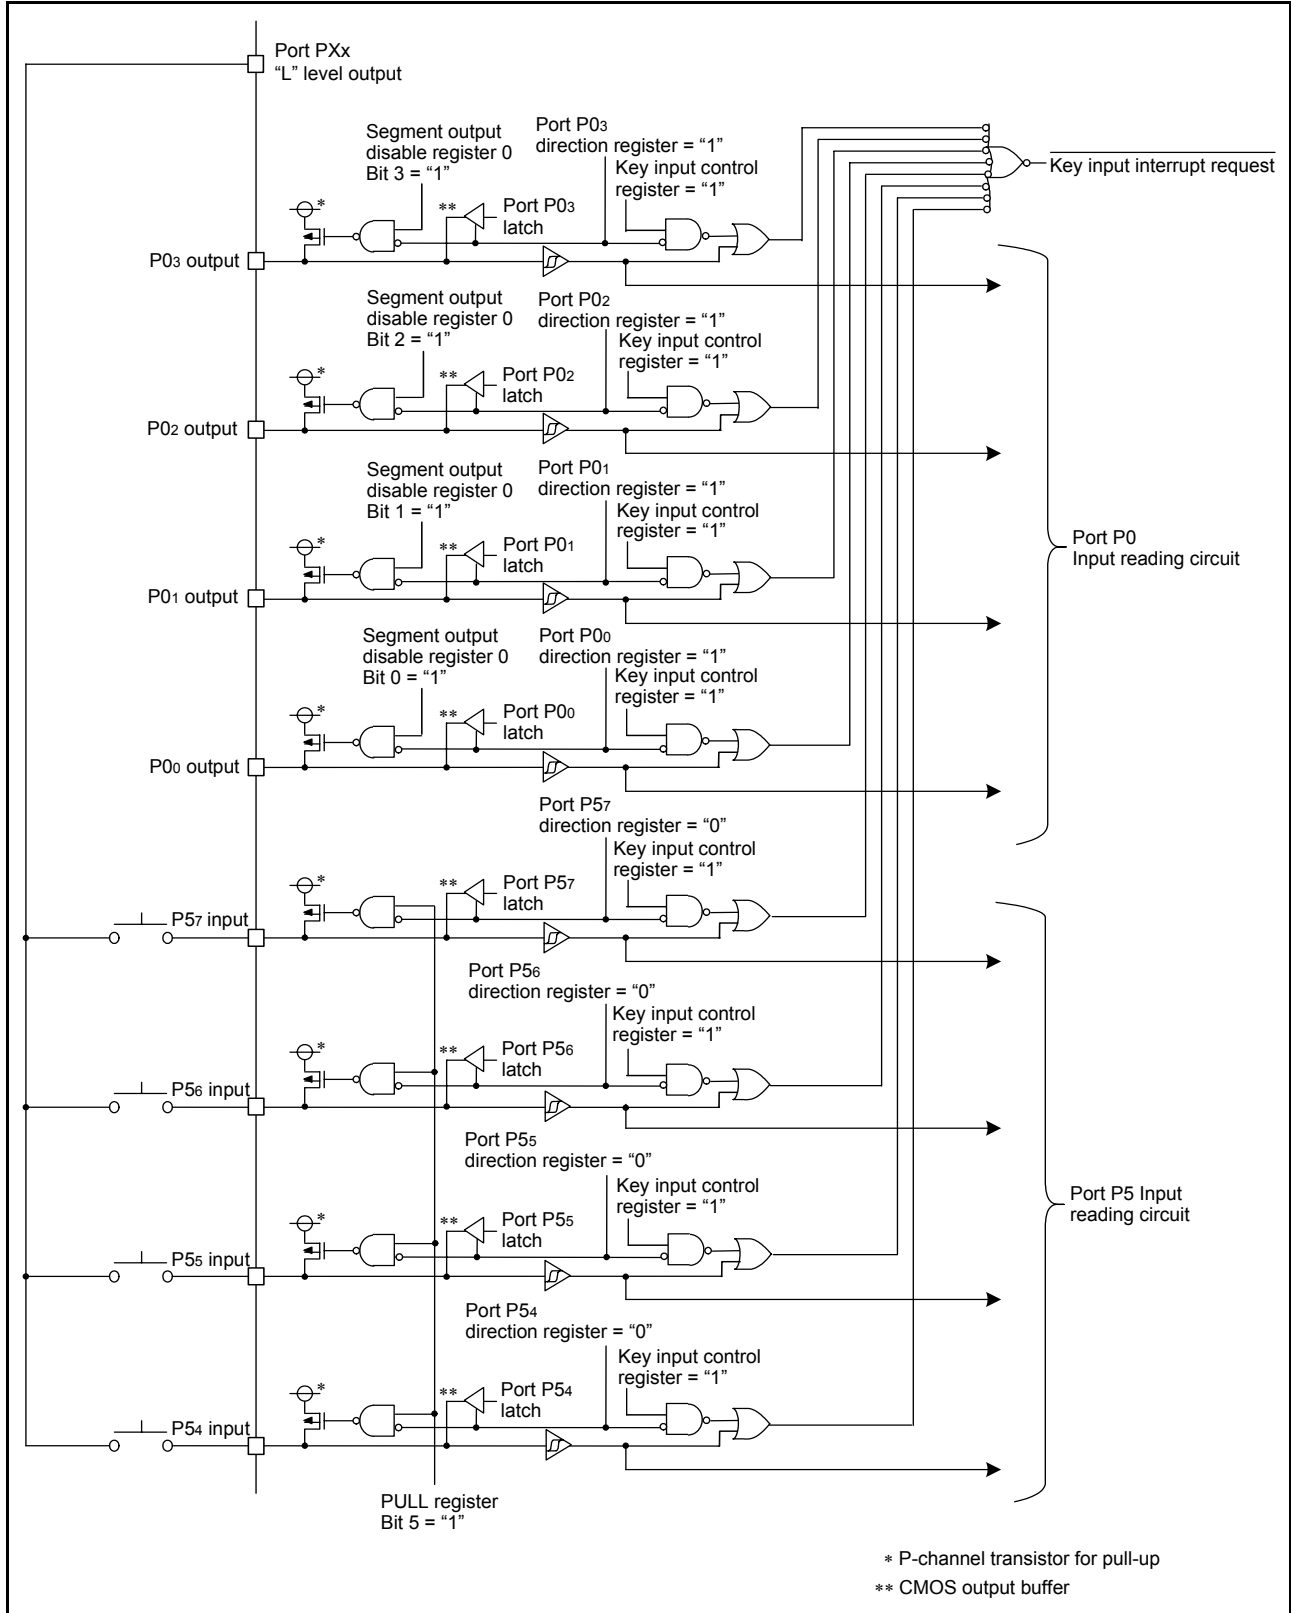 Port PXx
“L” level output
Segment output
disable register 0
Bit 3 = “1”
Port P03
direction register = “1”
Key input control
register = “1”
Key input interrupt request
*
**
Port P03
latch
P03 output
Segment output
disable register 0
Bit 2 = “1”
Port P02
direction register = “1”
Key input control
register = “1”
*
**
Port P02
latch
P02 output
Segment output
disable register 0
Bit 1 = “1”
Port P01
direction register = “1”
Key input control
register = “1”
*
**
Port P01
latch
P01 output
Port P0
Input reading circuit
Segment output
disable register 0
Bit 0 = “1”
Port P00
direction register = “1”
Key input control
register = “1”
*
**
Port P00
latch
P00 output
Port P57
direction register = “0”
Key input control
register = “1”
*
**
Port P57
latch
P57 input
Port P56
direction register = “0”
Key input control
register = “1”
*
**
Port P56
latch
P56 input
Port P55
direction register = “0”
Key input control
register = “1”
*
**
Port P55
latch
P55 input
Port P5 Input
reading circuit
Port P54
direction register = “0”
Key input control
register = “1”
*
**
Port P54
latch
P54 input
PULL register
Bit 5 = “1”
* P-channel transistor for pull-up
** CMOS output buffer